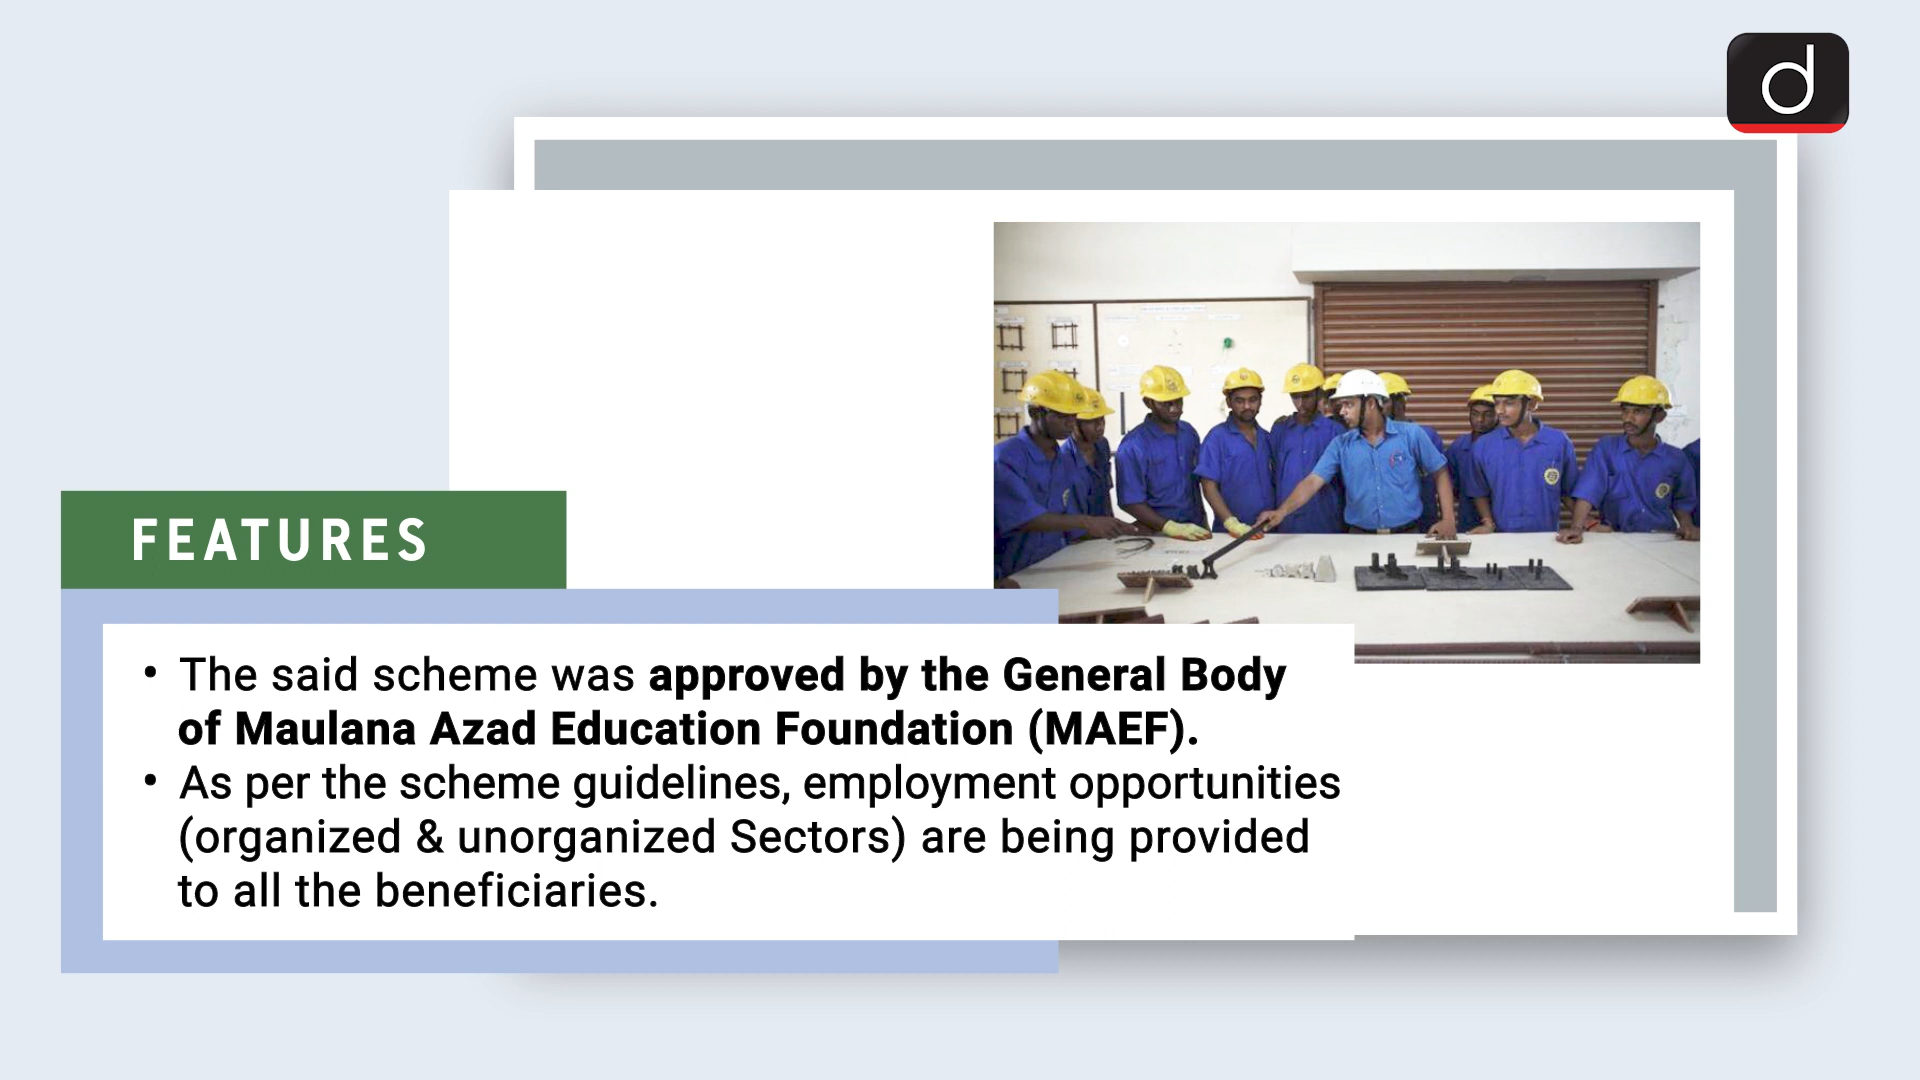 d
FEATURES
• The said scheme was approved by the General Body
of Maulana Azad Education Foundation (MAEF).
• As per the scheme guidelines, employment opportunities
(organized & unorganized Sectors) are being provided
to all the beneficiaries.